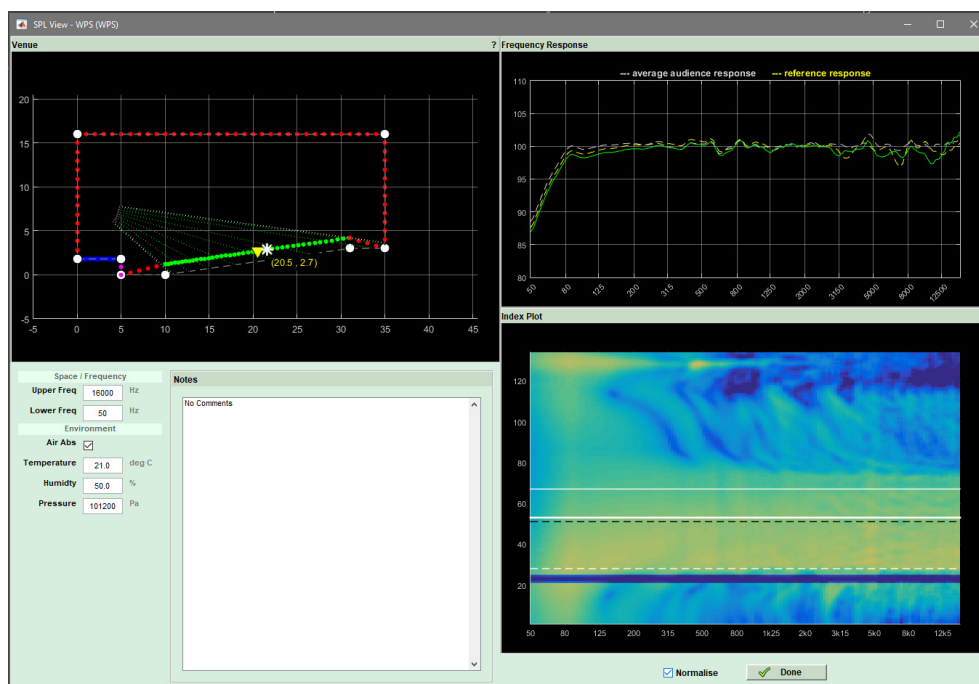 SPL View - WPS (WPS)
Venue
?
20
15
10
5
0
-5
-5
0
5
10
15
20
25
30
35
40
45
(20.5 , 2.7)
Frequency Response
--- average audience response
--- reference response
110
105
100
95
90
85
80
50
80
125
200
315
500
800
1250
2000
3150
5000
8000
12500
Index Plot
120
100
80
60
40
20
50
80
125
200
315
500
800
1k25
2k0
3k15
5k0
8k0
12k5
Normalise
Done
Space / Frequency
Upper Freq 16000 Hz
Lower Freq 50 Hz
Environment
Air Abs
Temperature 21.0 deg C
Humidty 50.0 %
Pressure 101200 Pa
Notes
No Comments